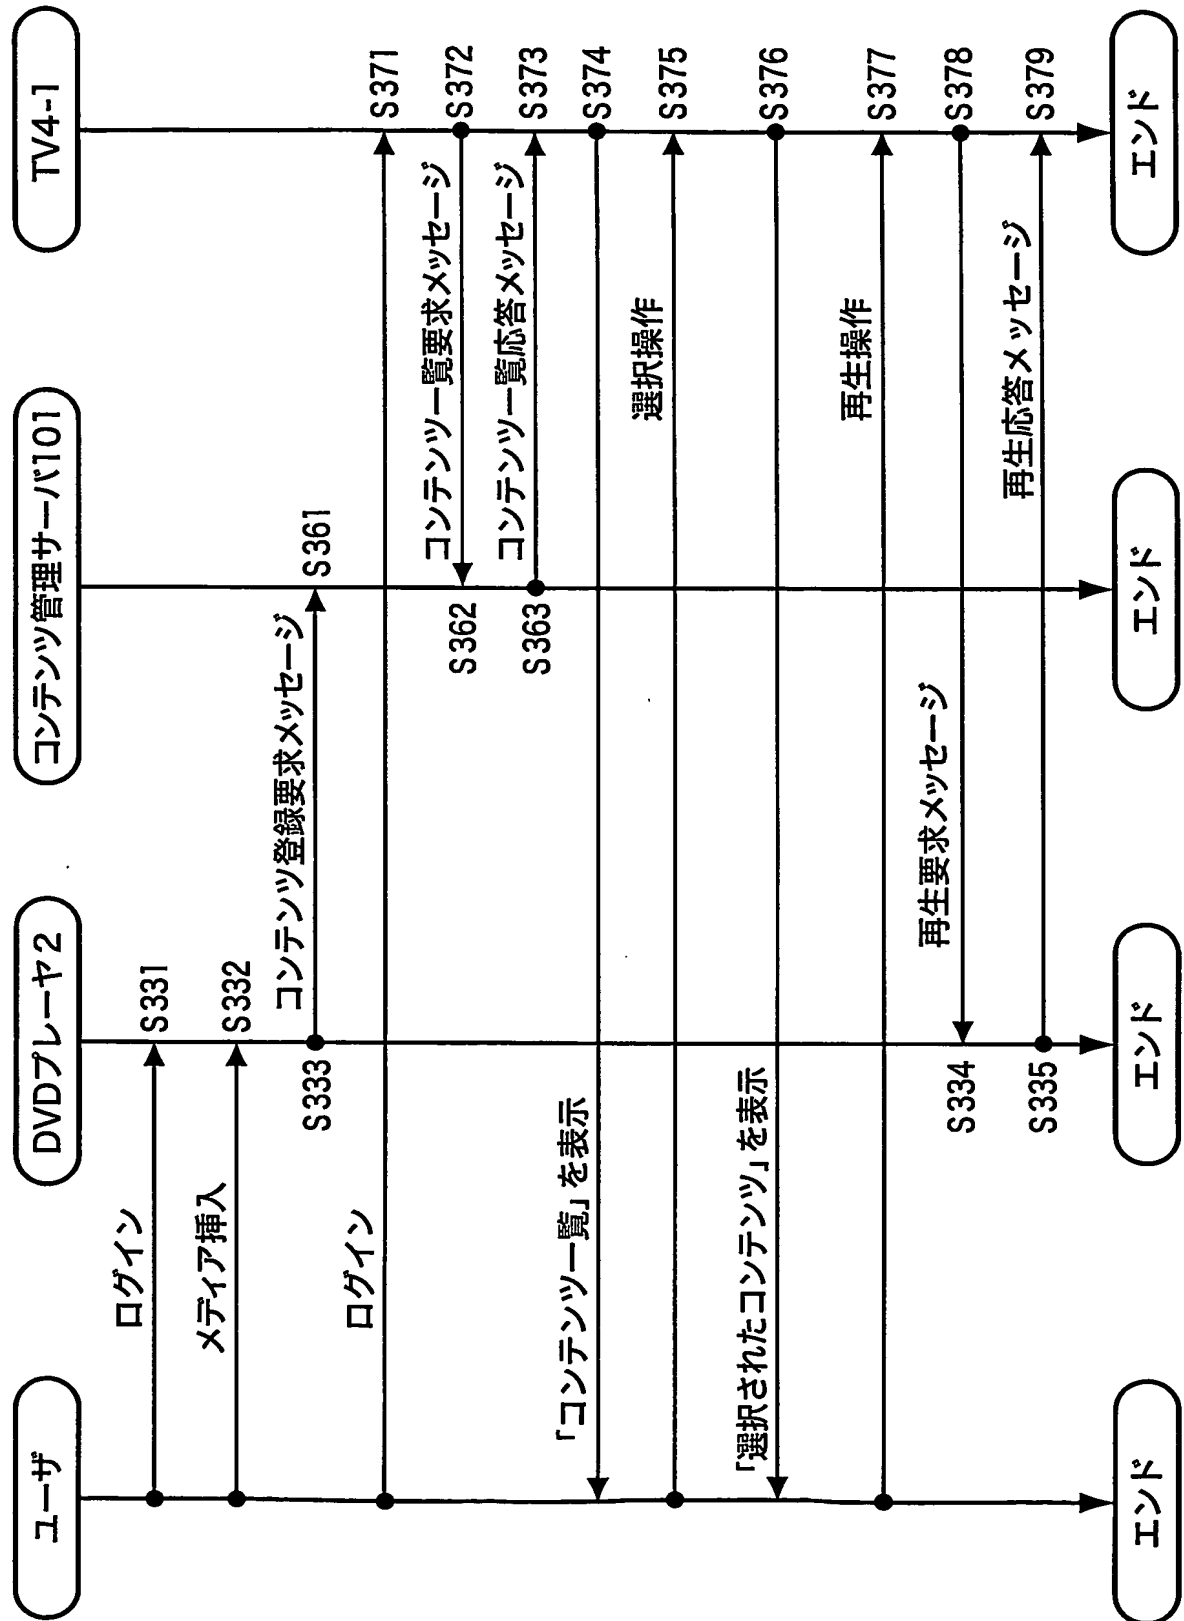 ユーザ
DVDプレーヤ2
コンテンツ管理サーバ101
TV4-1
ログイン
S331
メディア挿入
S332
コンテンツ登録要求メッセージ
S333
S361
ログイン
S371
コンテンツ一覧要求メッセージ
S362
S372
コンテンツ一覧応答メッセージ
S363
S373
「コンテンツ一覧」を表示
S374
選択操作
S375
「選択されたコンテンツ」を表示
S376
再生操作
S377
再生要求メッセージ
S334
S378
再生応答メッセージ
S335
S379
エンド
エンド
エンド
エンド